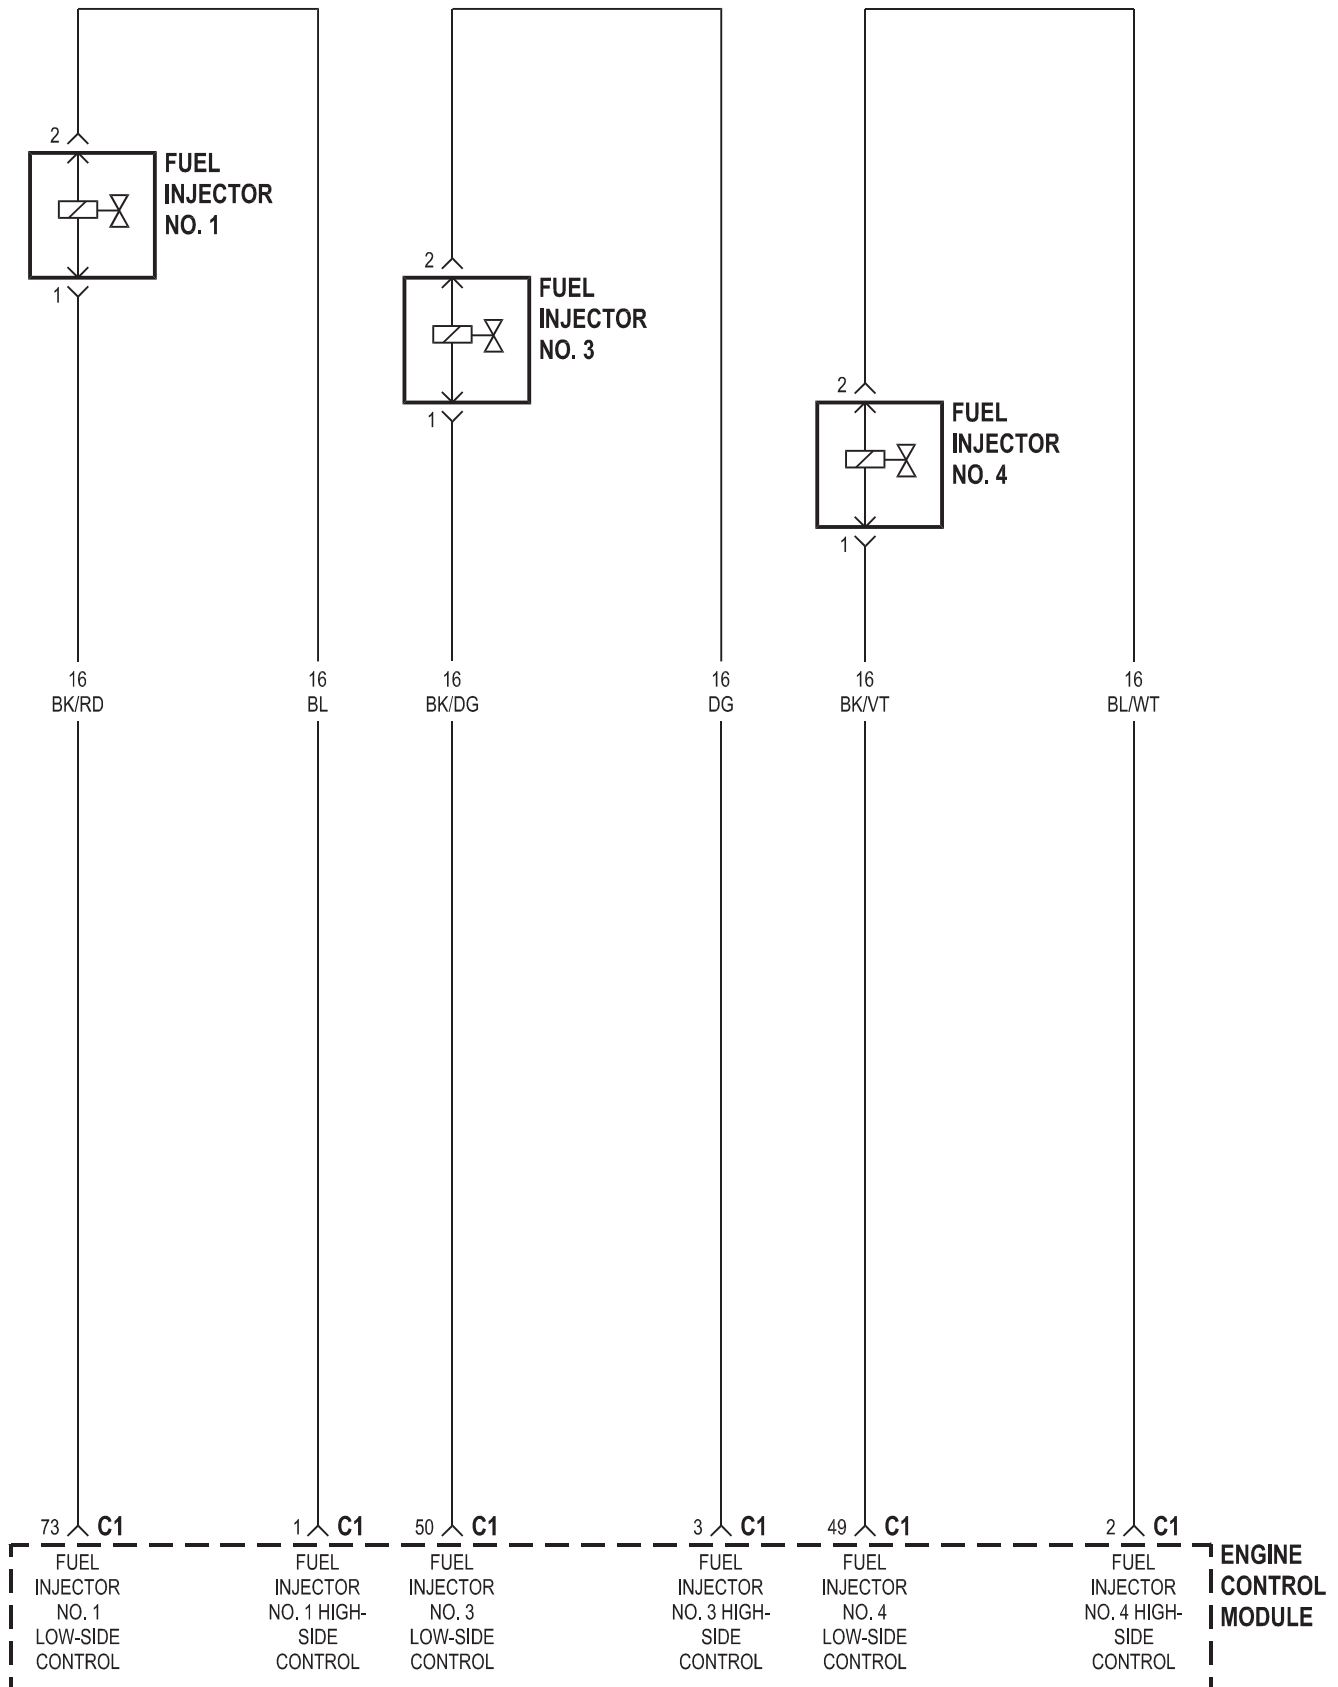 2
FUEL
INJECTOR
NO. 1
1
2
FUEL
INJECTOR
NO. 3
1
2
FUEL
INJECTOR
NO. 4
1
16
BK/RD
16
BL
16
BK/DG
16
DG
16
BK/VT
16
BL/WT
73 C1
1 C1
50 C1
3 C1
49 C1
2 C1
FUEL
INJECTOR
NO. 1
LOW-SIDE
CONTROL
FUEL
INJECTOR
NO. 1 HIGH-
SIDE
CONTROL
FUEL
INJECTOR
NO. 3
LOW-SIDE
CONTROL
FUEL
INJECTOR
NO. 3 HIGH-
SIDE
CONTROL
FUEL
INJECTOR
NO. 4
LOW-SIDE
CONTROL
FUEL
INJECTOR
NO. 4 HIGH-
SIDE
CONTROL
ENGINE
CONTROL
MODULE